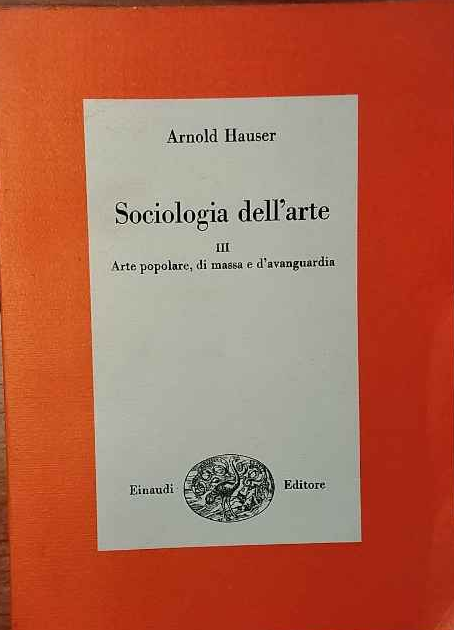 Arnold Hauser
Sociologia dell'arte
III
Arte popolare, di massa e d'avanguardia
Einaudi Editore